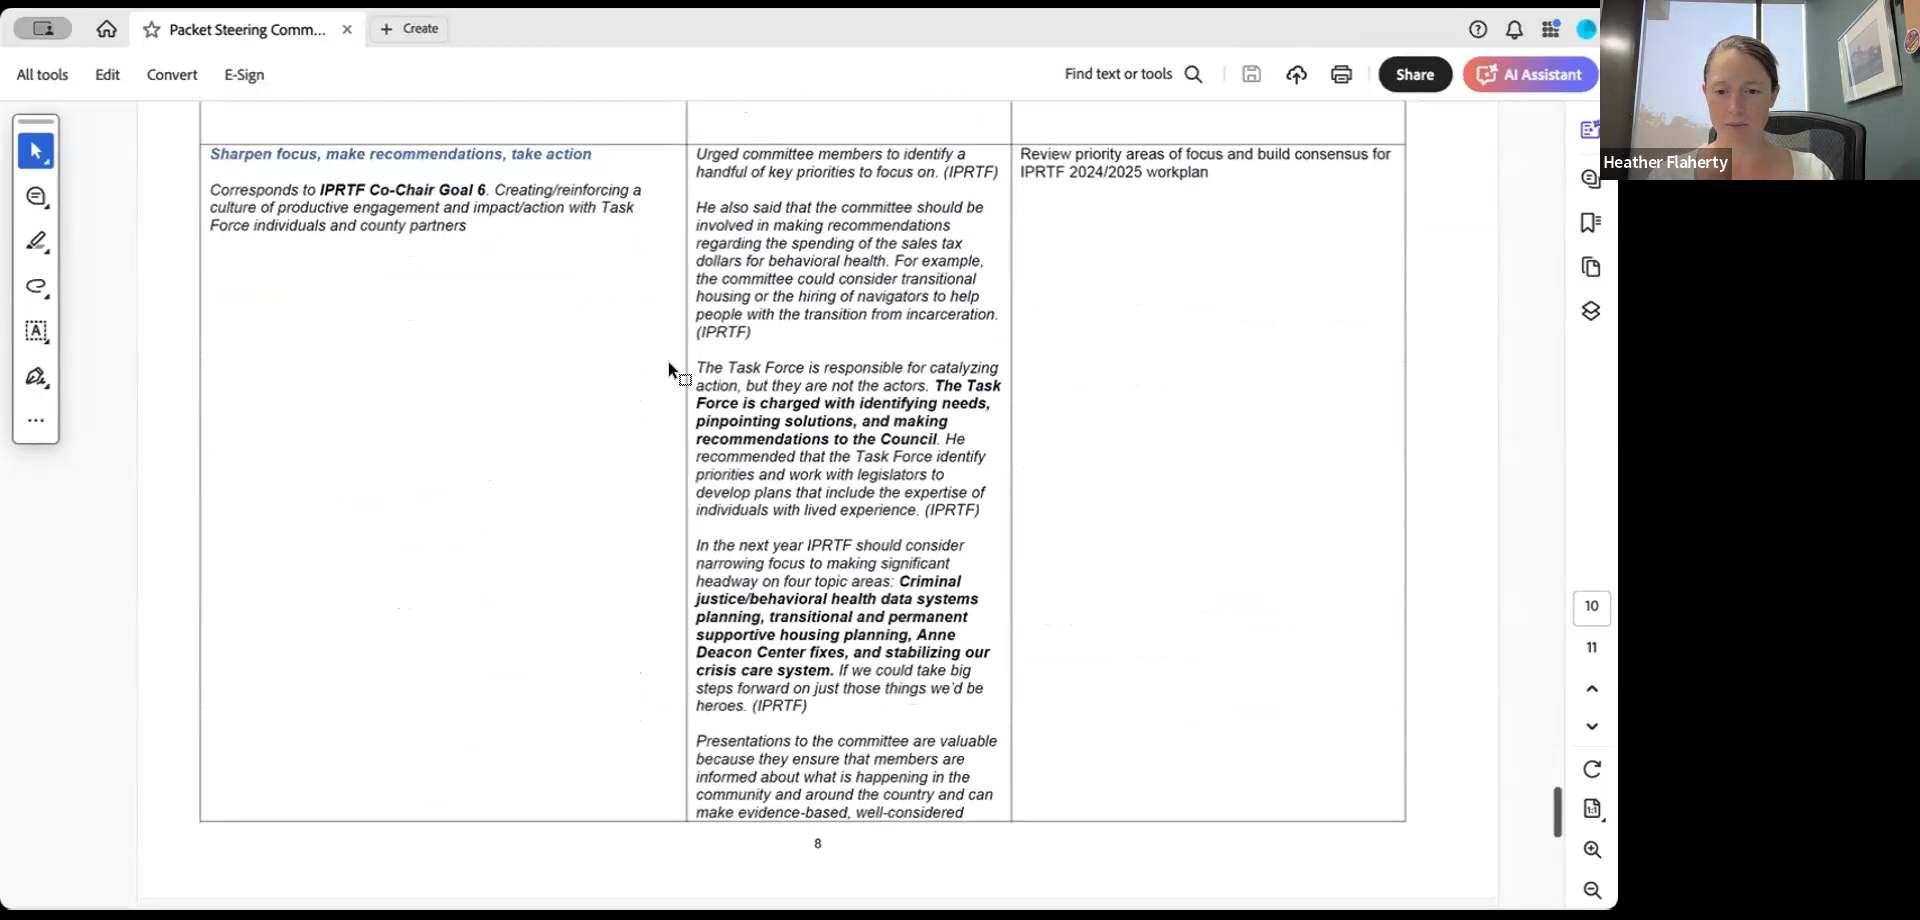 Packet Steering Comm...
Create
All tools
Edit
Convert
E-Sign
Find text or tools
Share
AI Assistant
Heather Flaherty
Sharpen focus, make recommendations, take action
Corresponds to IPRTF Co-Chair Goal 6. Creating/reinforcing a
culture of productive engagement and impact/action with Task
Force individuals and county partners
Urged committee members to identify a
handful of key priorities to focus on. (IPRTF)
He also said that the committee should be
involved in making recommendations
regarding the spending of the sales tax
dollars for behavioral health. For example,
the committee could consider transitional
housing or the hiring of navigators to help
people with the transition from incarceration.
(IPRTF)
The Task Force is responsible for catalyzing
action, but they are not the actors. The Task
Force is charged with identifying needs,
pinpointing solutions, and making
recommendations to the Council. He
recommended that the Task Force identify
priorities and work with legislators to
develop plans that include the expertise of
individuals with lived experience. (IPRTF)
In the next year IPRTF should consider
narrowing focus to making significant
headway on four topic areas: Criminal
justice/behavioral health data systems
planning, transitional and permanent
supportive housing planning, Anne
Deacon Center fixes, and stabilizing our
crisis care system. If we could take big
steps forward on just those things we'd be
heroes. (IPRTF)
Presentations to the committee are valuable
because they ensure that members are
informed about what is happening in the
community and around the country and can
make evidence-based, well-considered
Review priority areas of focus and build consensus for
IPRTF 2024/2025 workplan
8
10
11